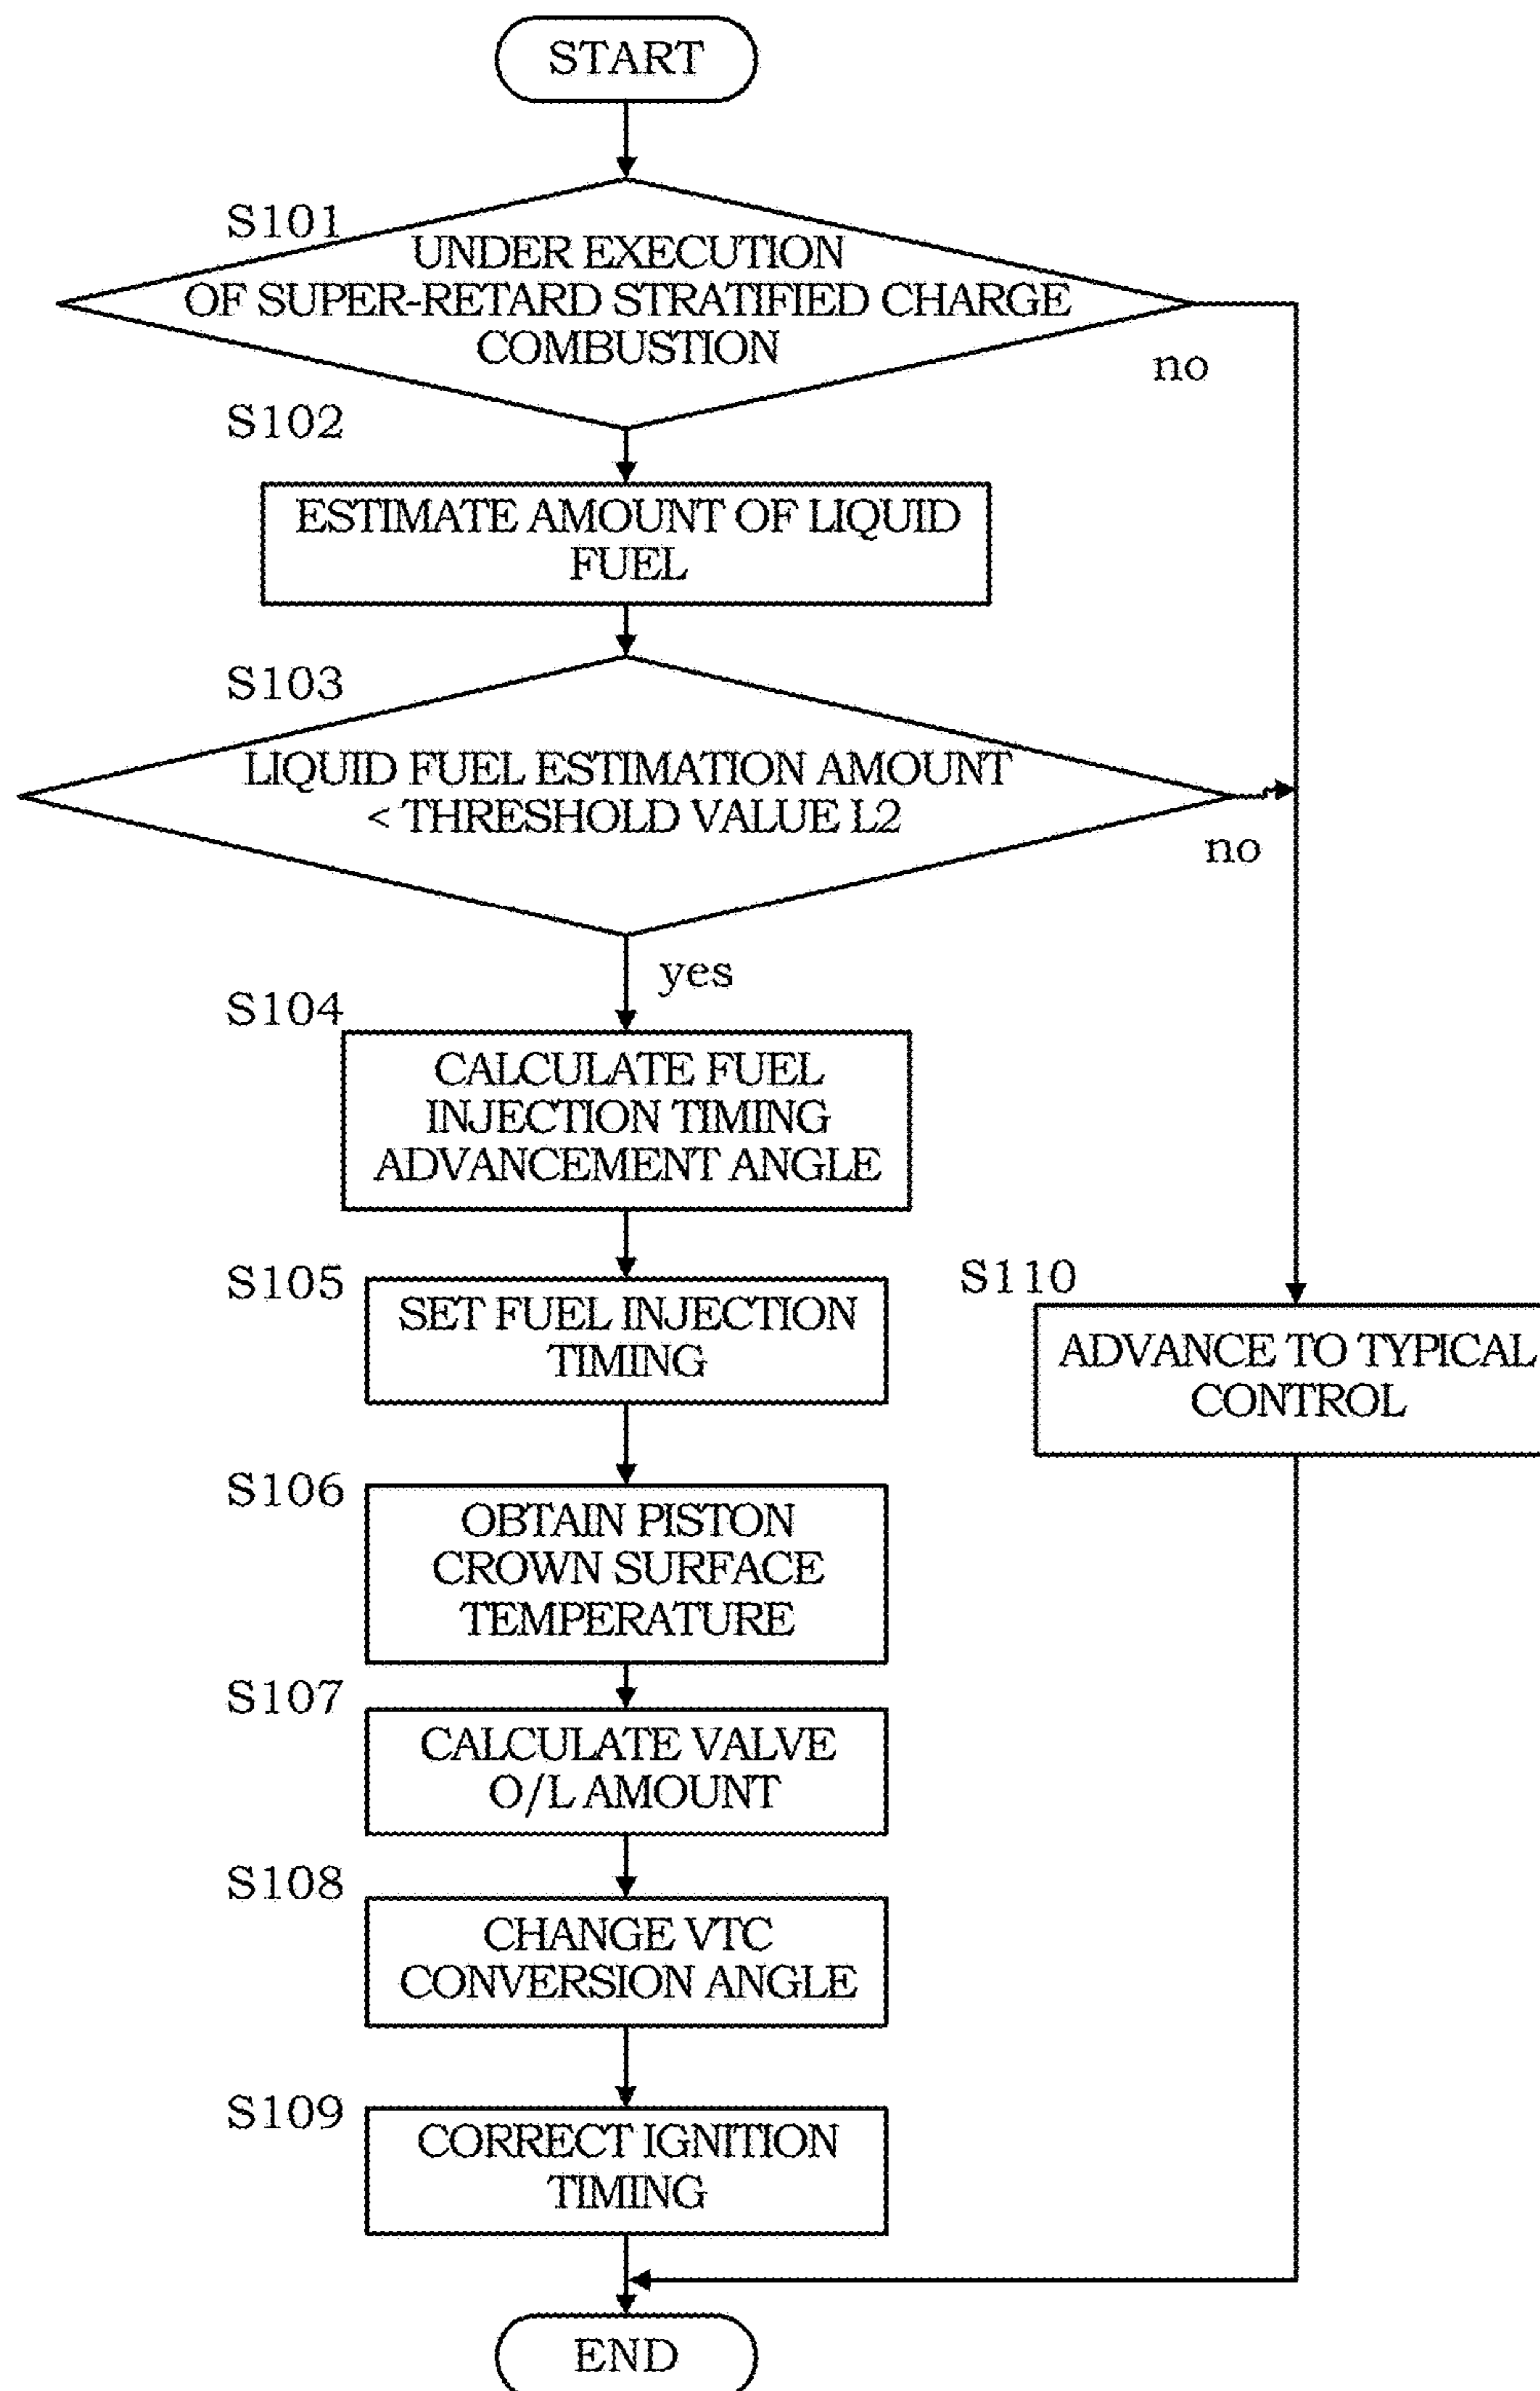 START
S101
UNDER EXECUTION
OF SUPER-RETARD STRATIFIED CHARGE
COMBUSTION
no
S102
ESTIMATE AMOUNT OF LIQUID
FUEL
S103
LIQUID FUEL ESTIMATION AMOUNT
< THRESHOLD VALUE L2
no
yes
S104
CALCULATE FUEL
INJECTION TIMING
ADVANCEMENT ANGLE
S105
SET FUEL INJECTION
TIMING
S110
ADVANCE TO TYPICAL
CONTROL
S106
OBTAIN PISTON
CROWN SURFACE
TEMPERATURE
S107
CALCULATE VALVE
O/L AMOUNT
S108
CHANGE VTC
CONVERSION ANGLE
S109
CORRECT IGNITION
TIMING
END